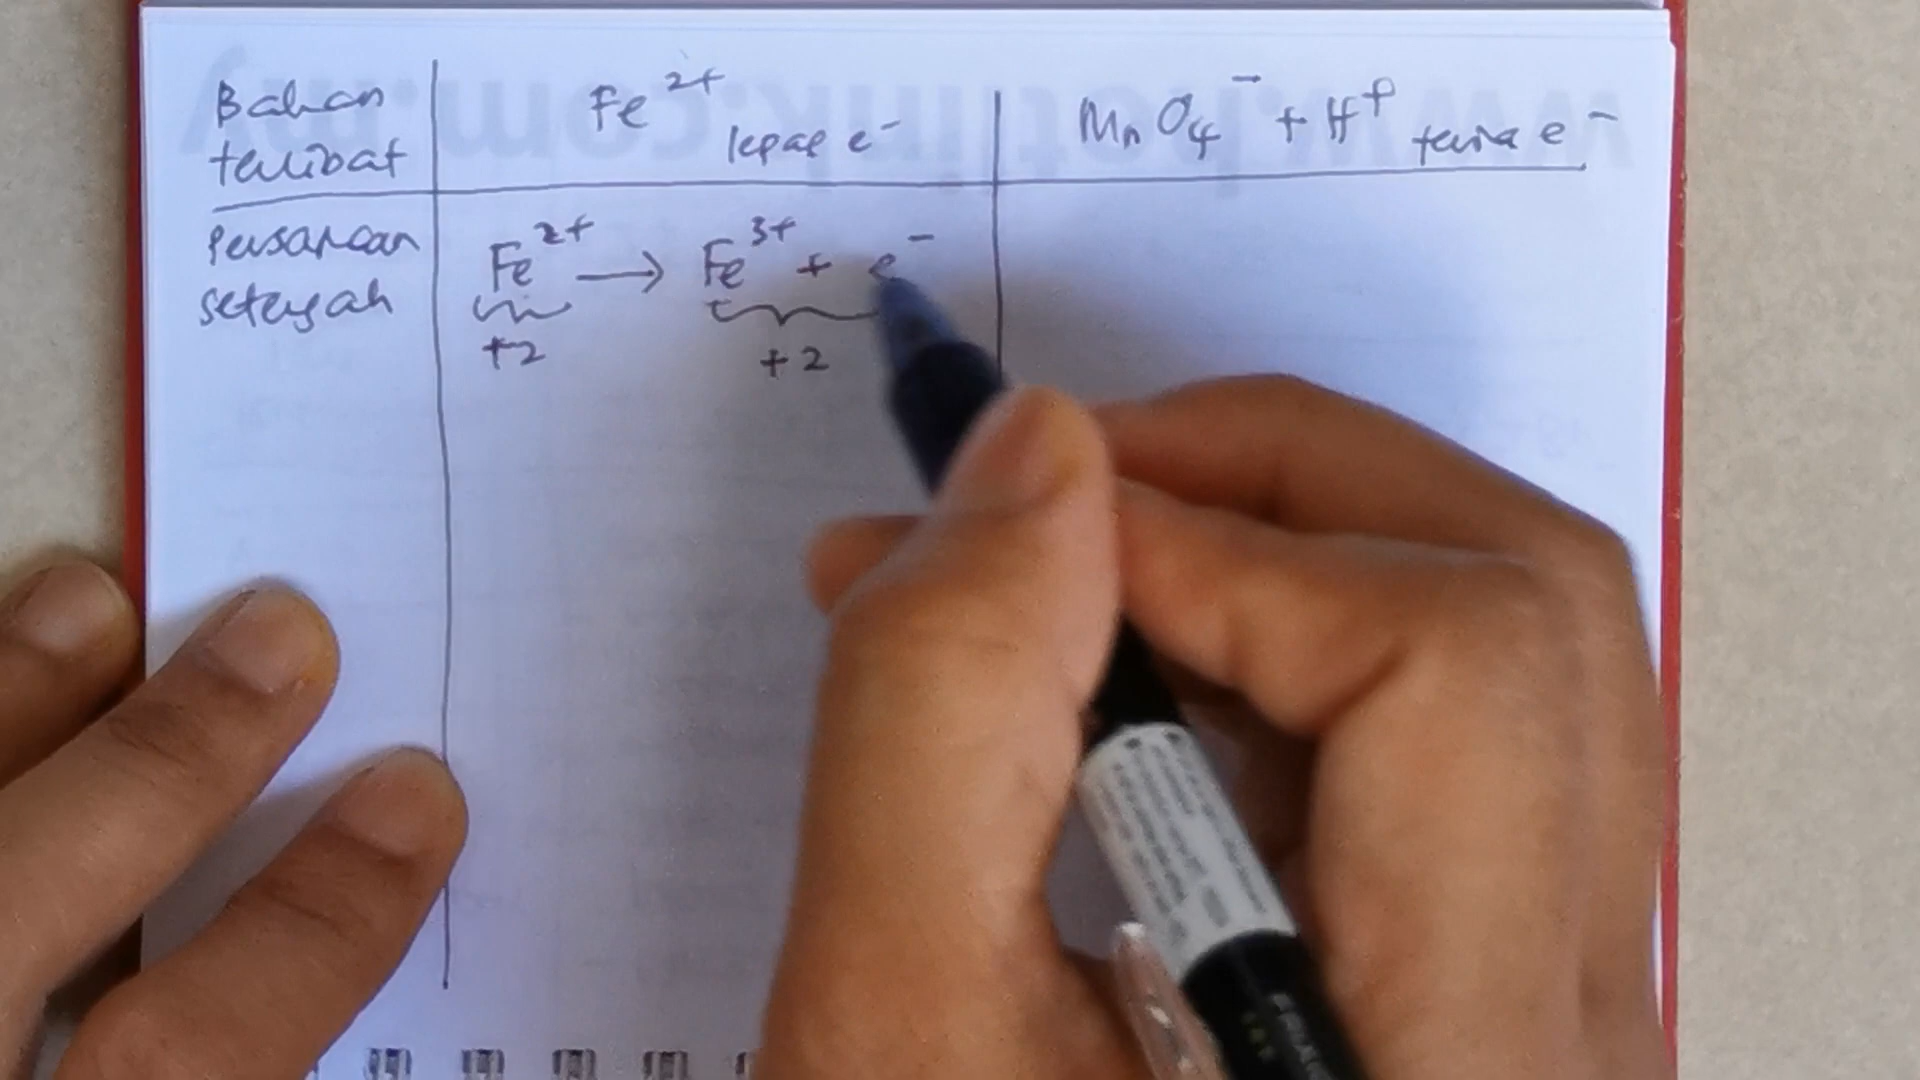 Bahan
terlibat
Fe²⁺
lepas e⁻
MnO₄⁻ + H⁺ terima e⁻
Persamaan
setengah
Fe²⁺ → Fe³⁺ + e⁻
+2
+2